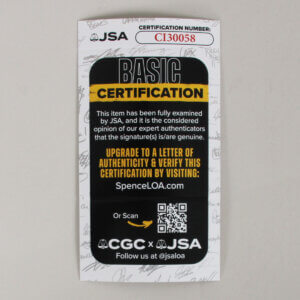 JSA
CERTIFICATION NUMBER:
CI30058
BASIC
CERTIFICATION
This item has been fully examined
by JSA, and it is the considered
opinion of our expert authenticators
that the signature(s) is/are genuine.
UPGRADE TO A LETTER OF
AUTHENTICITY & VERIFY THIS
CERTIFICATION BY VISITING:
SpenceLOA.com
Or Scan
CGC x JSA
Follow us at @jsaloa